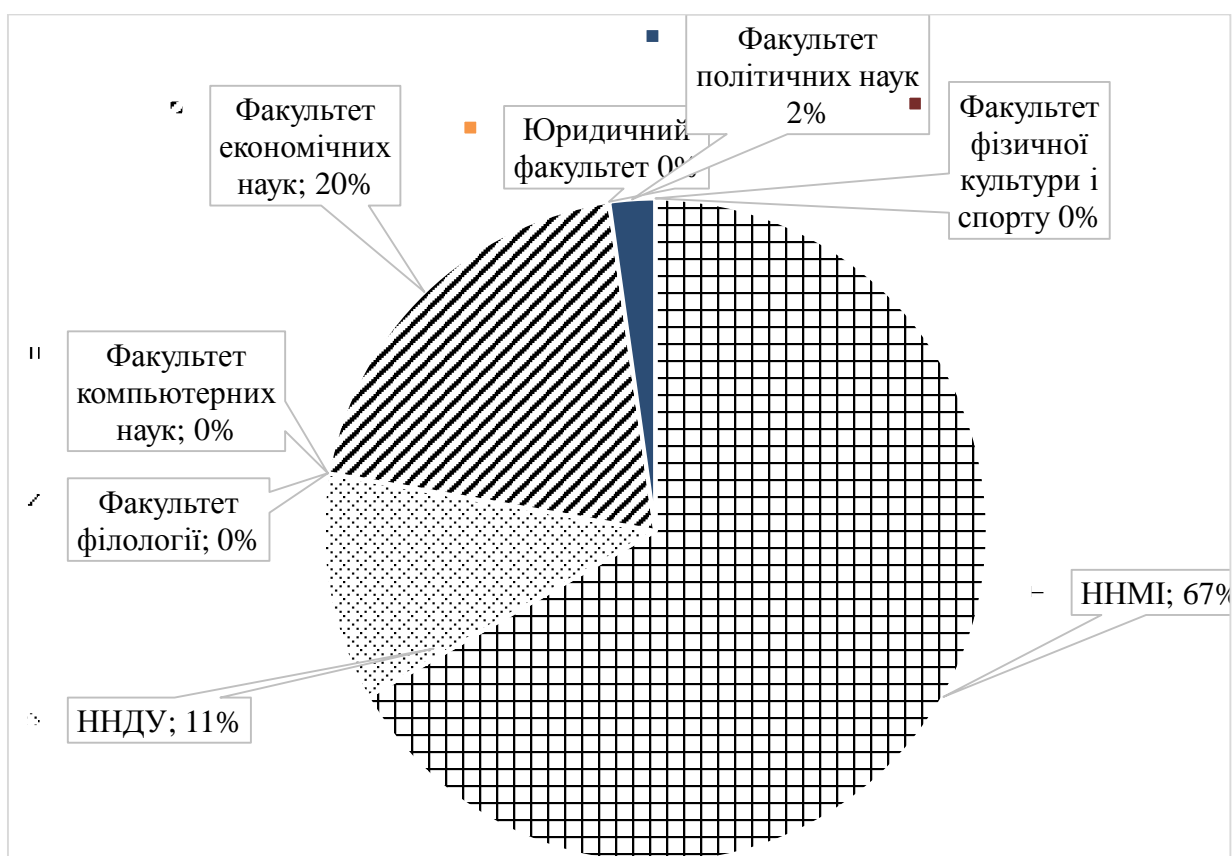 Факультет
політичних наук
2%
Факультет
економічних
наук; 20%
Юридичний
факультет 0%
Факультет
фізичної
культури і
спорту 0%
Факультет
компьютерних
наук; 0%
Факультет
філології; 0%
ННМІ; 67%
ННДУ; 11%